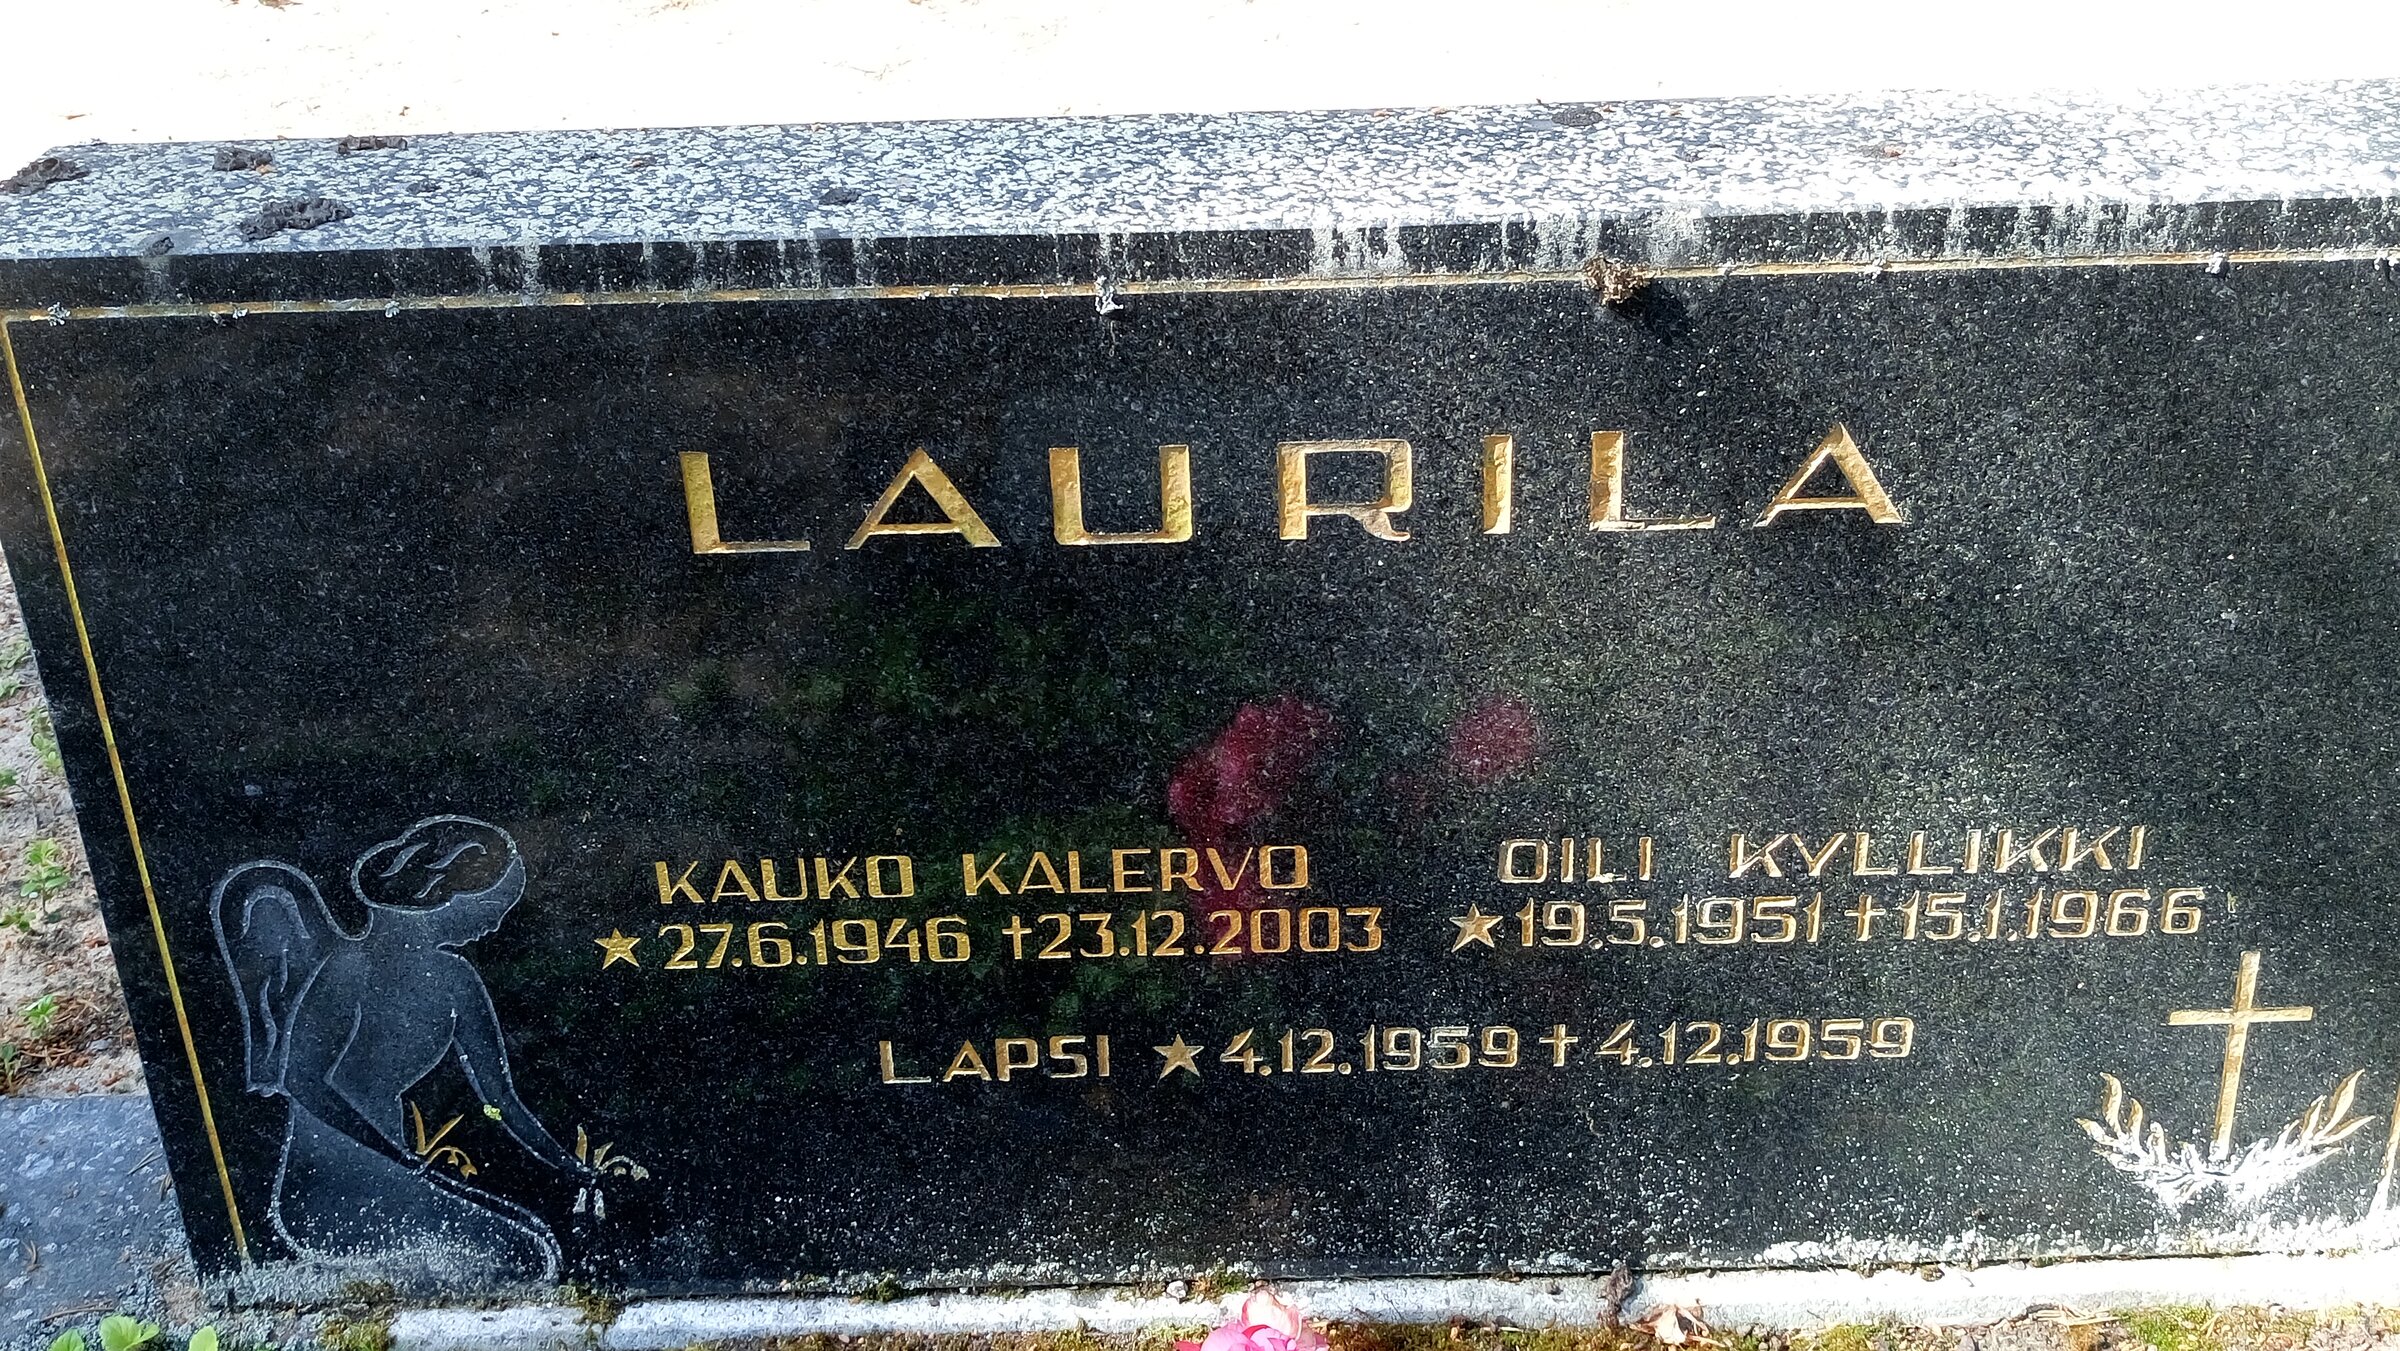 LAURILA
KAUKO KALERVO
★ 27.6.1946 † 23.12.2003
OILI KYLLIKKI
★ 19.5.1951 † 15.1.1966
LAPSI ★ 4.12.1959 † 4.12.1959